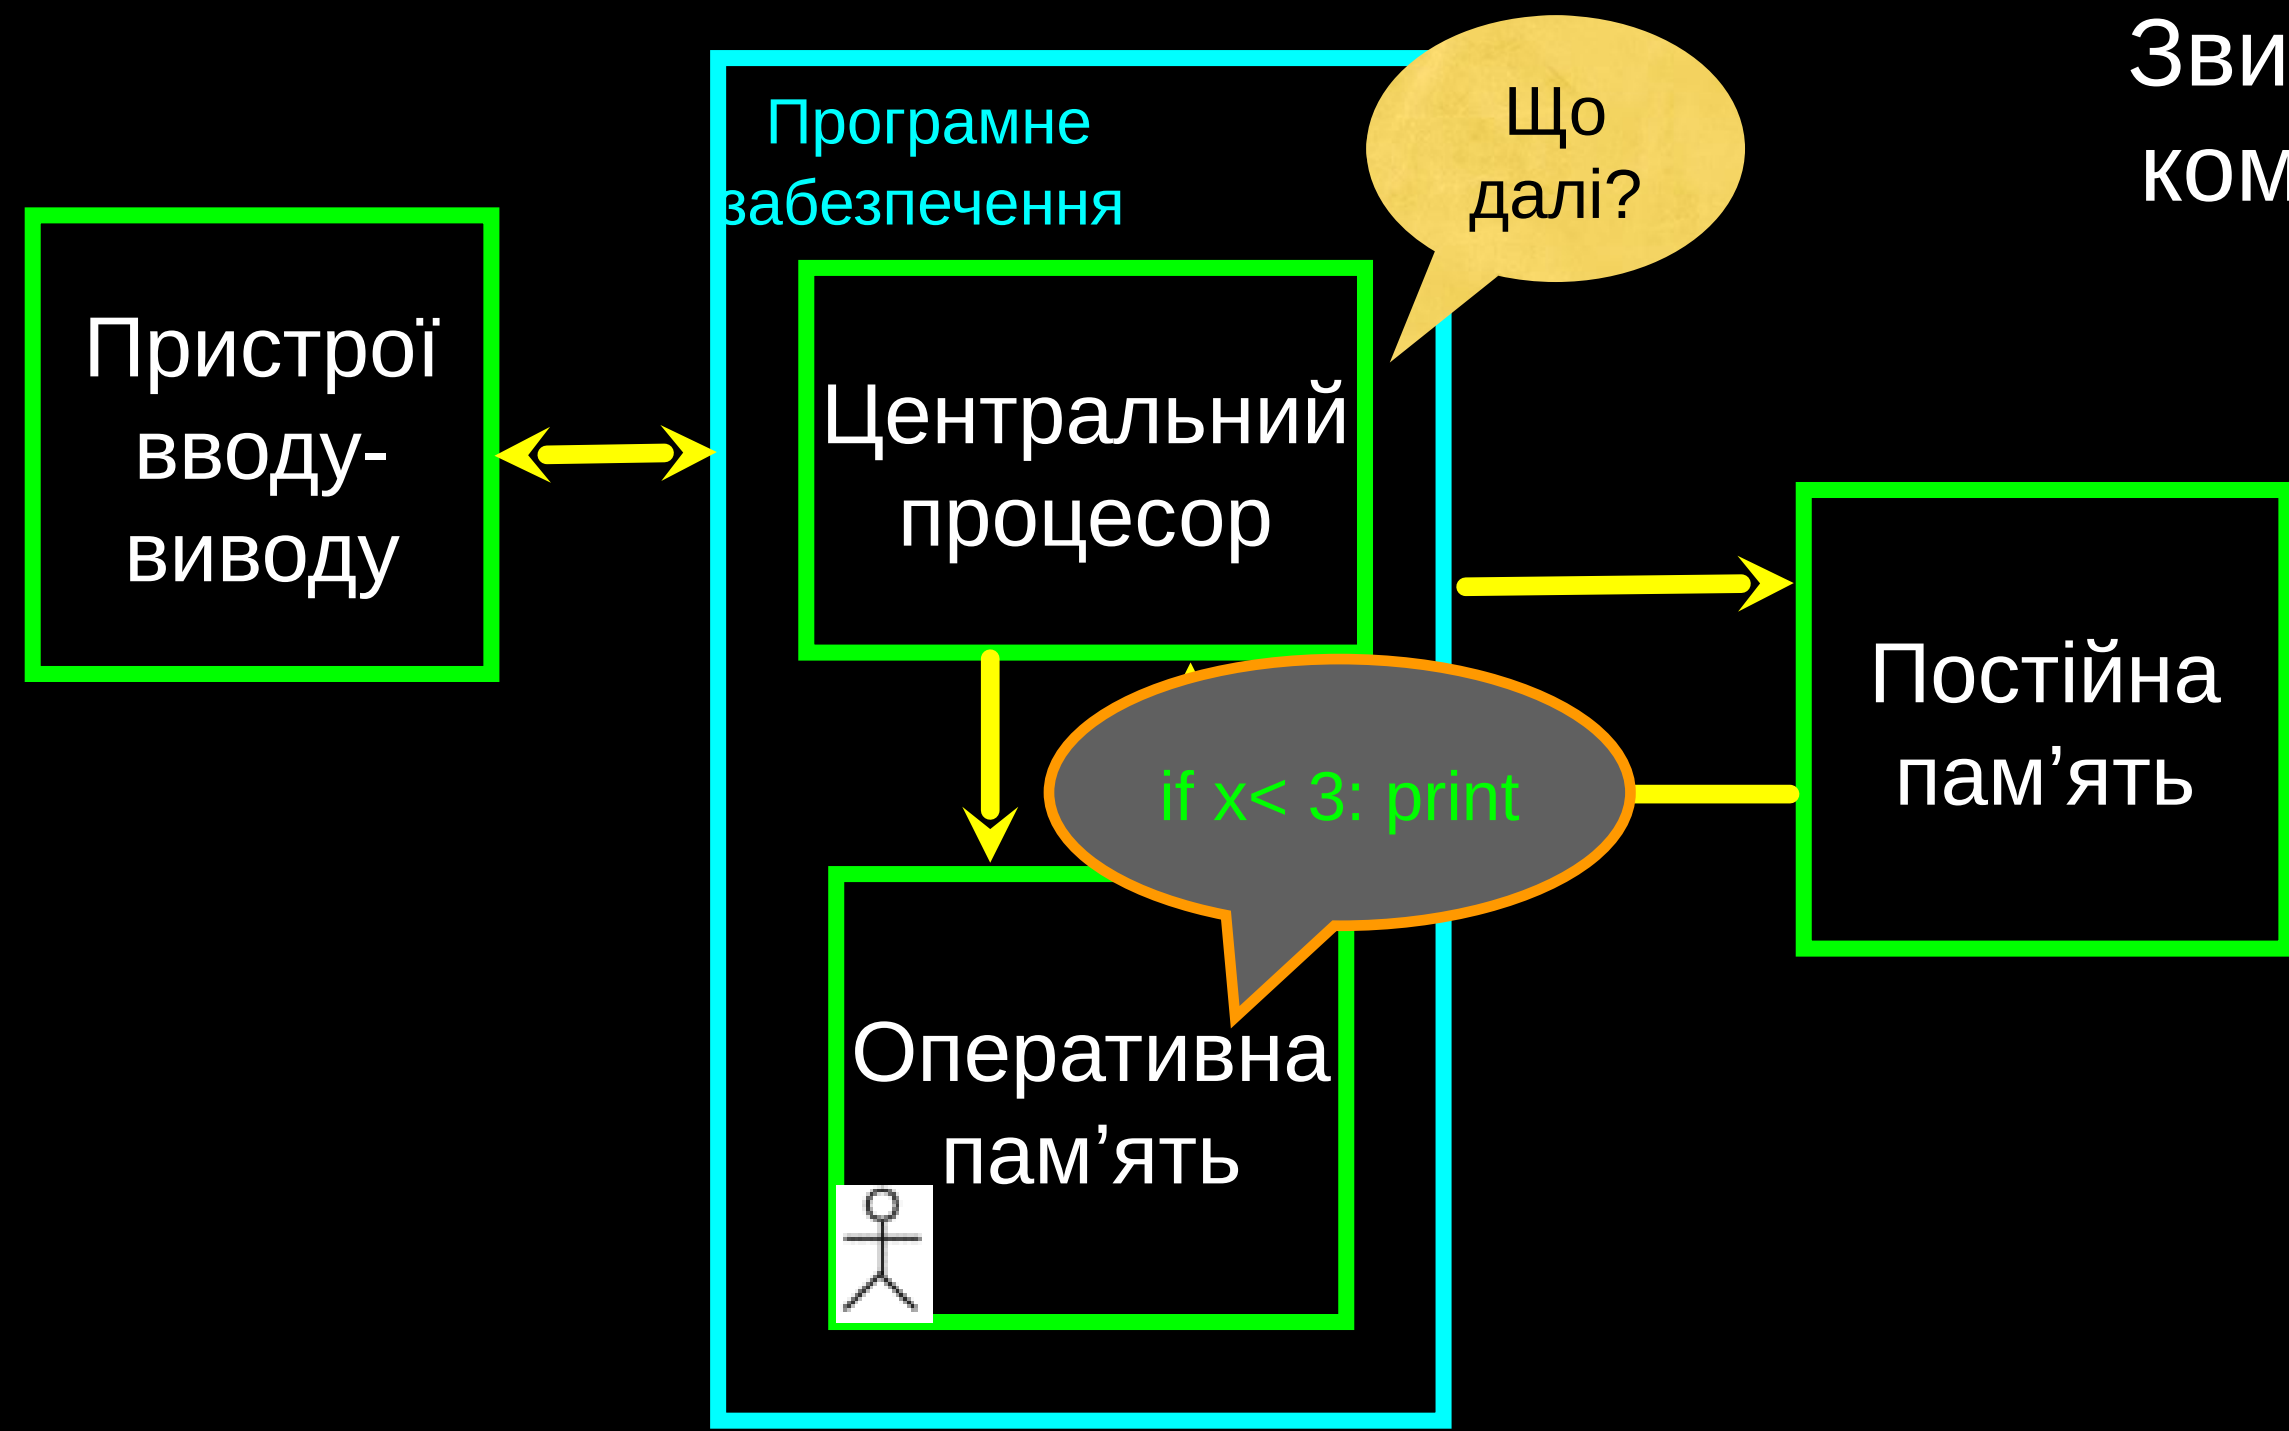 Програмне
забезпечення
Що
далі?
Зви
ком
Пристрої
вводу-
виводу
Центральний
процесор
if x< 3: print
Постійна
пам’ять
Оперативна
пам’ять